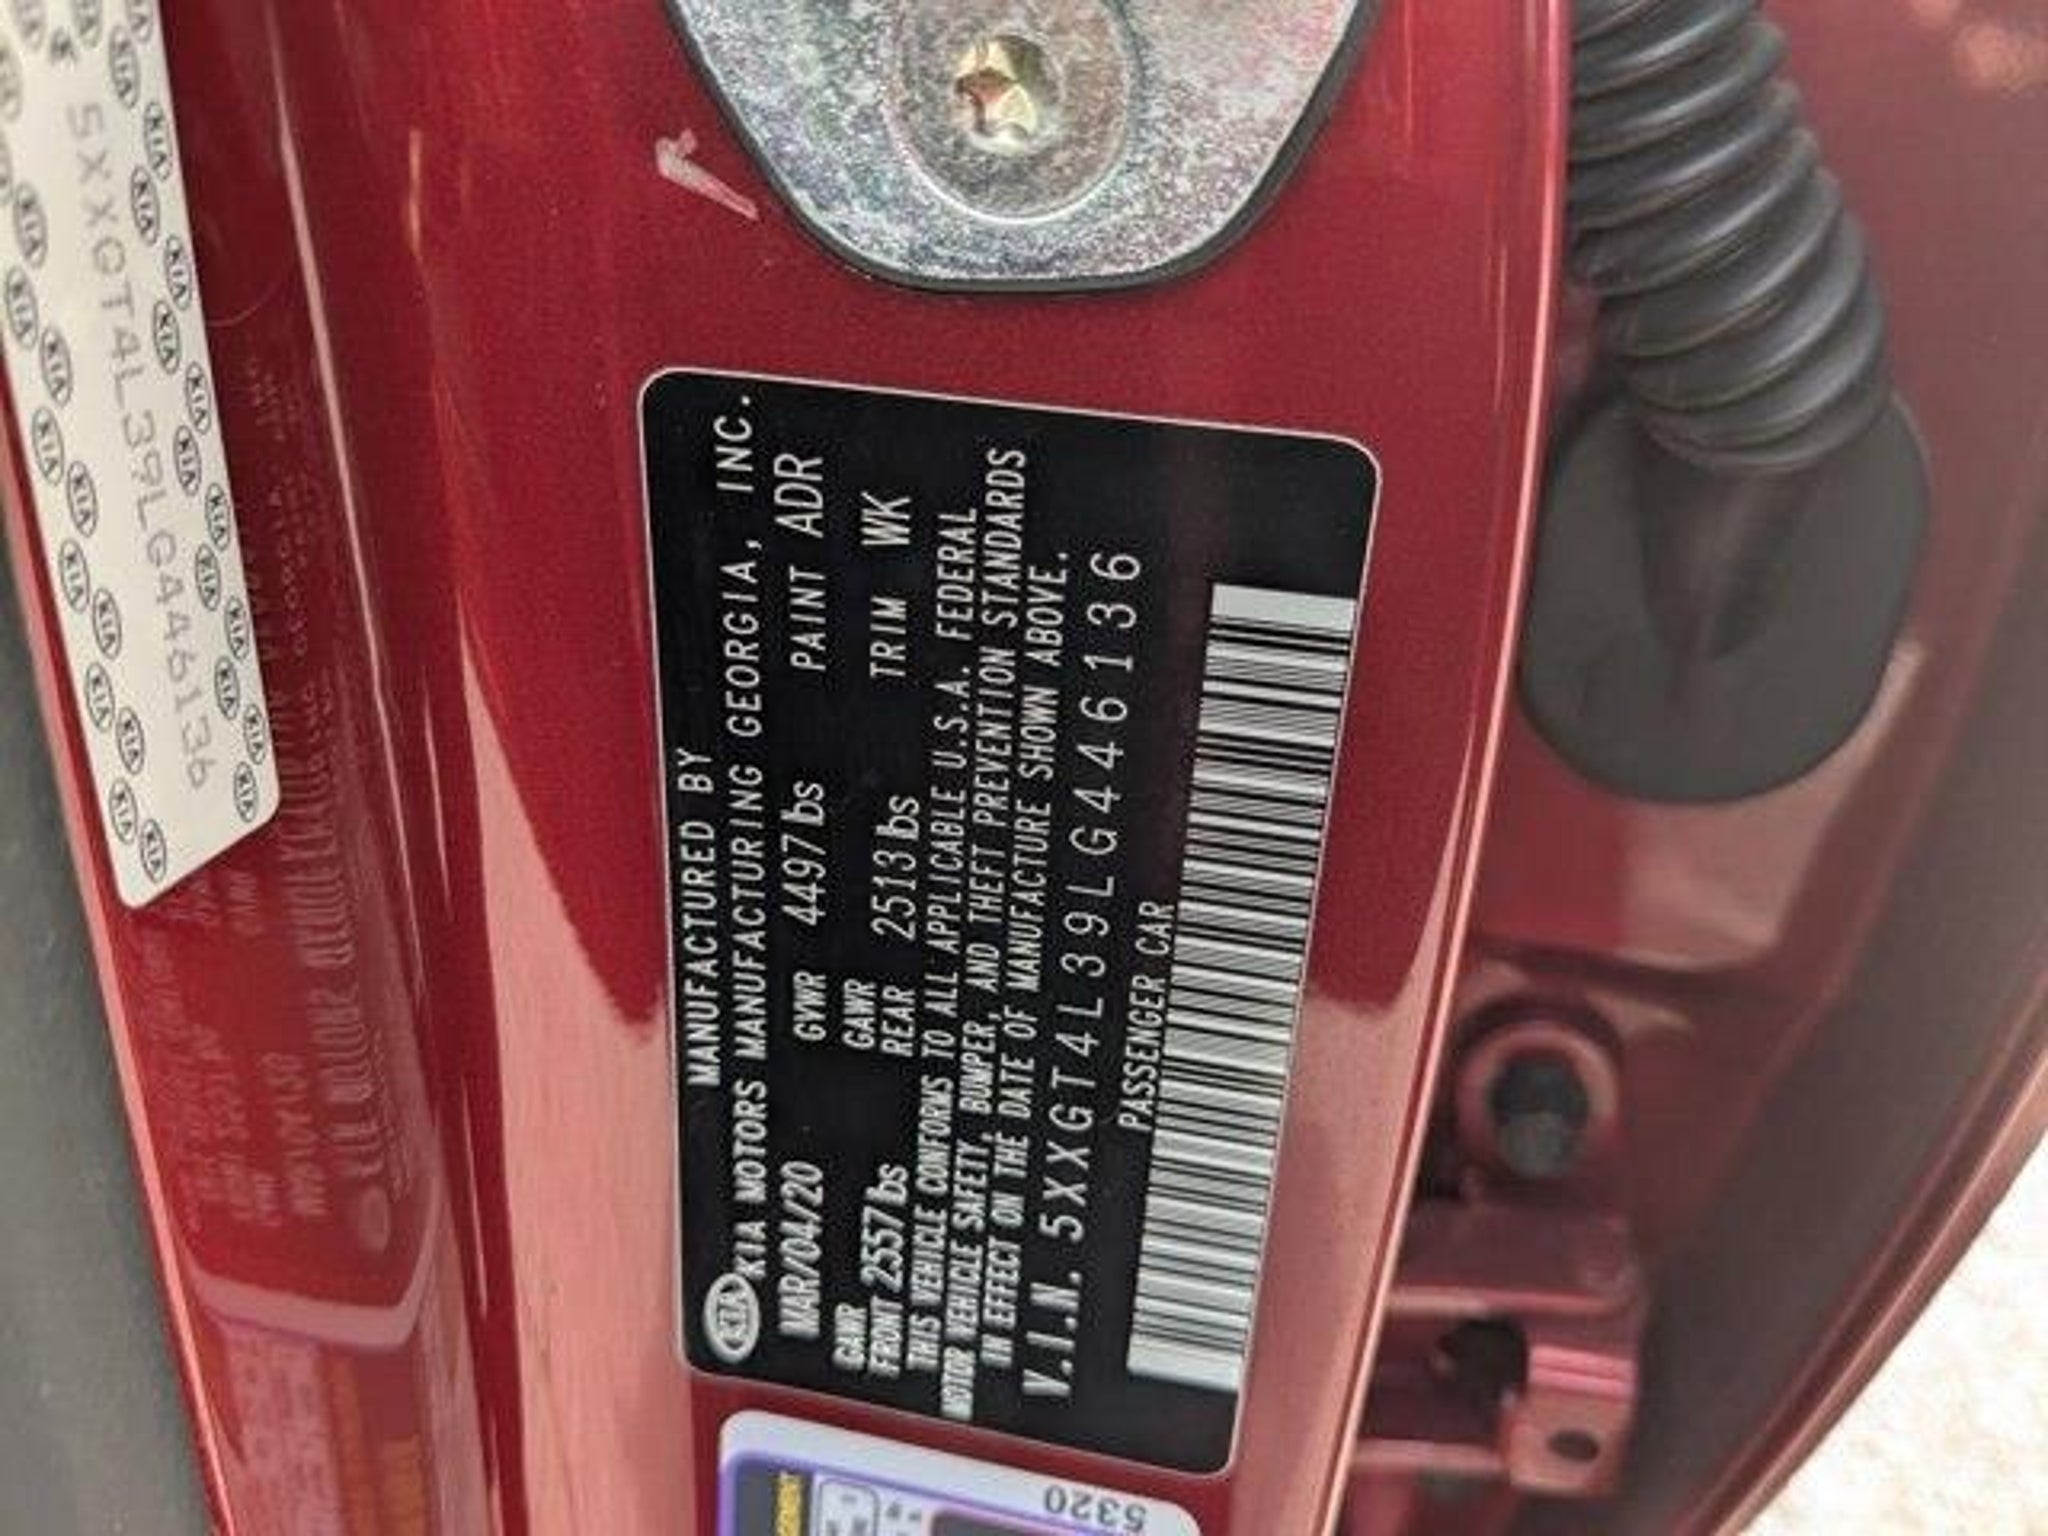 MANUFACTURED BY
KIA KIA MOTORS MANUFACTURING GEORGIA, INC.
MAR/04/20 GVWR 4497lbs PAINT ADR
GAWR FRONT 2557lbs GAWR REAR 2513lbs TRIM WK
THIS VEHICLE CONFORMS TO ALL APPLICABLE U.S.A. FEDERAL
MOTOR VEHICLE SAFETY, BUMPER, AND THEFT PREVENTION STANDARDS
IN EFFECT ON THE DATE OF MANUFACTURE SHOWN ABOVE.
V.I.N. 5XXGT4L39LG446136
PASSENGER CAR
5XXGT4L39LG446136
KIA
5320